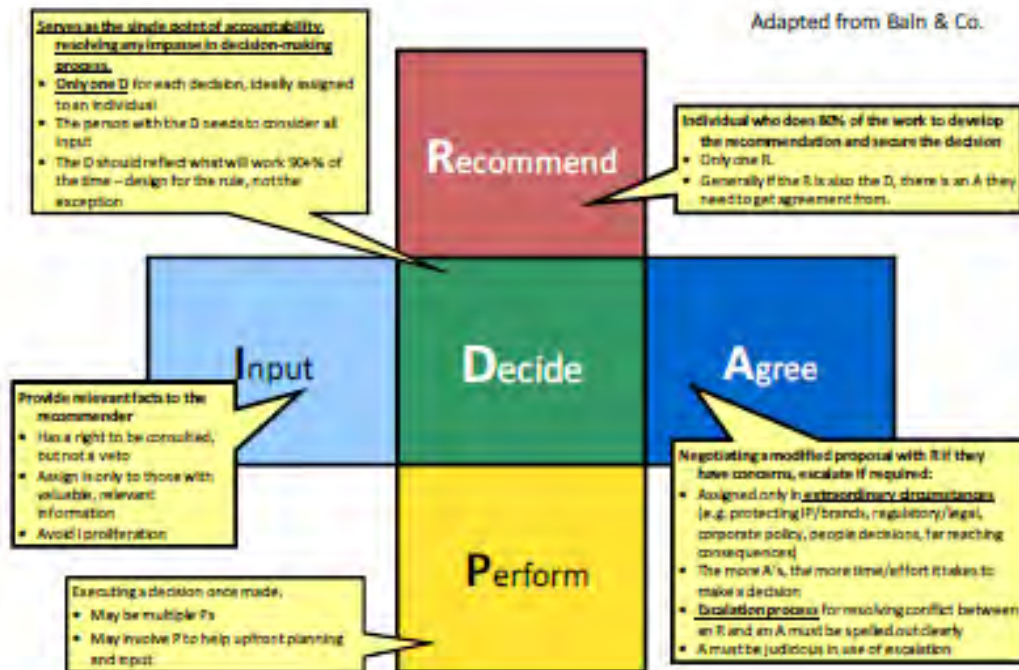 Adapted from Bain & Co.
Serves as the single point of accountability,
resolving any impasse in decision-making
process.
• Only one D for each decision, ideally assigned
to an individual
• The person with the D needs to consider all
input
• The D should reflect what will work 90+% of
the time – design for the rule, not the
exception
Recommend
Individual who does 80% of the work to develop
the recommendation and secure the decision
• Only one R.
• Generally if the R is also the D, there is an A they
need to get agreement from.
Input
Decide
Agree
Provide relevant facts to the
recommender
• Has a right to be consulted,
but not a veto
• Assign Is only to those with
valuable, relevant
information
• Avoid I proliferation
Negotiating a modified proposal with R if they
have concerns, escalate if required:
• Assigned only in extraordinary circumstances
(e.g. protecting IP/brands, regulatory/legal,
corporate policy, people decisions, far reaching
consequences)
• The more A's, the more time/effort it takes to
make a decision
• Escalation process for resolving conflict between
an R and an A must be spelled out clearly
• A must be judicious in use of escalation
Perform
Executing a decision once made.
• May be multiple Ps
• May involve P to help upfront planning
and input